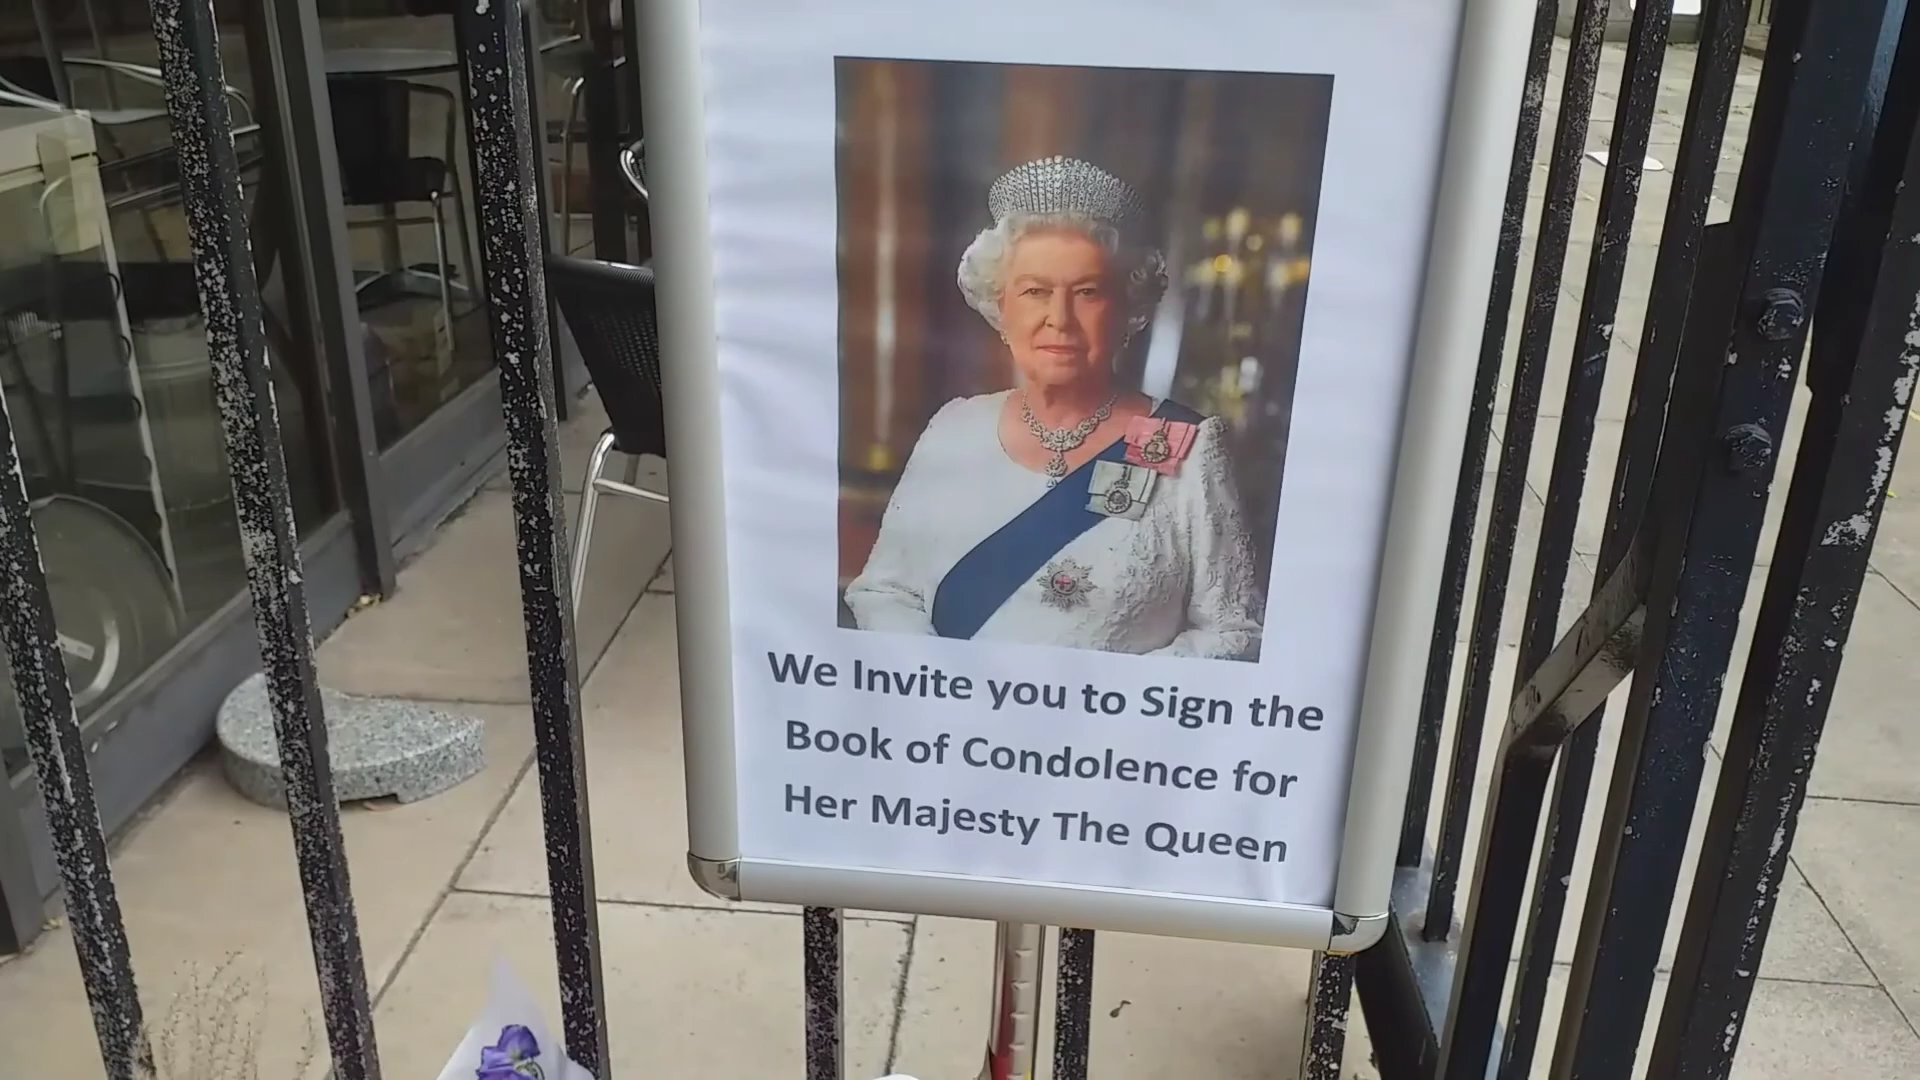 We Invite you to Sign the
Book of Condolence for
Her Majesty The Queen